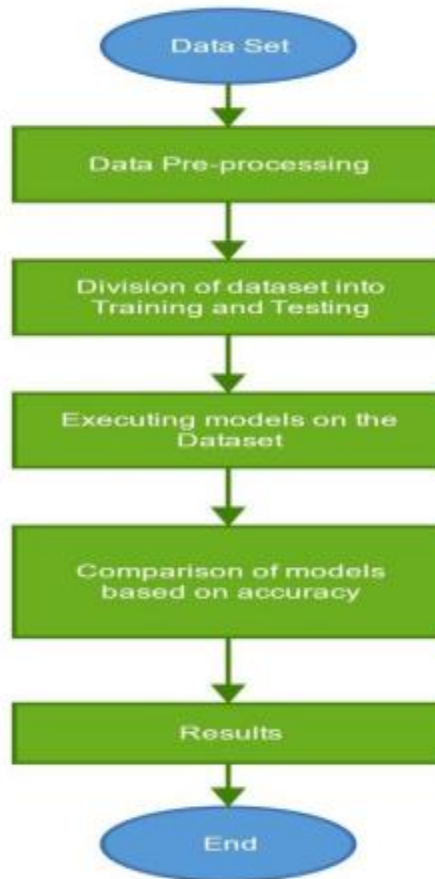 Data Set
Data Pre-processing
Division of dataset into
Training and Testing
Executing models on the
Dataset
Comparison of models
based on accuracy
Results
End